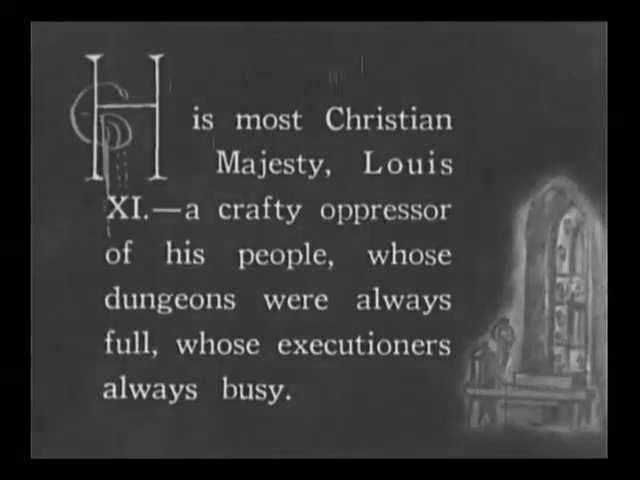 His most Christian
Majesty, Louis
XI.—a crafty oppressor
of his people, whose
dungeons were always
full, whose executioners
always busy.